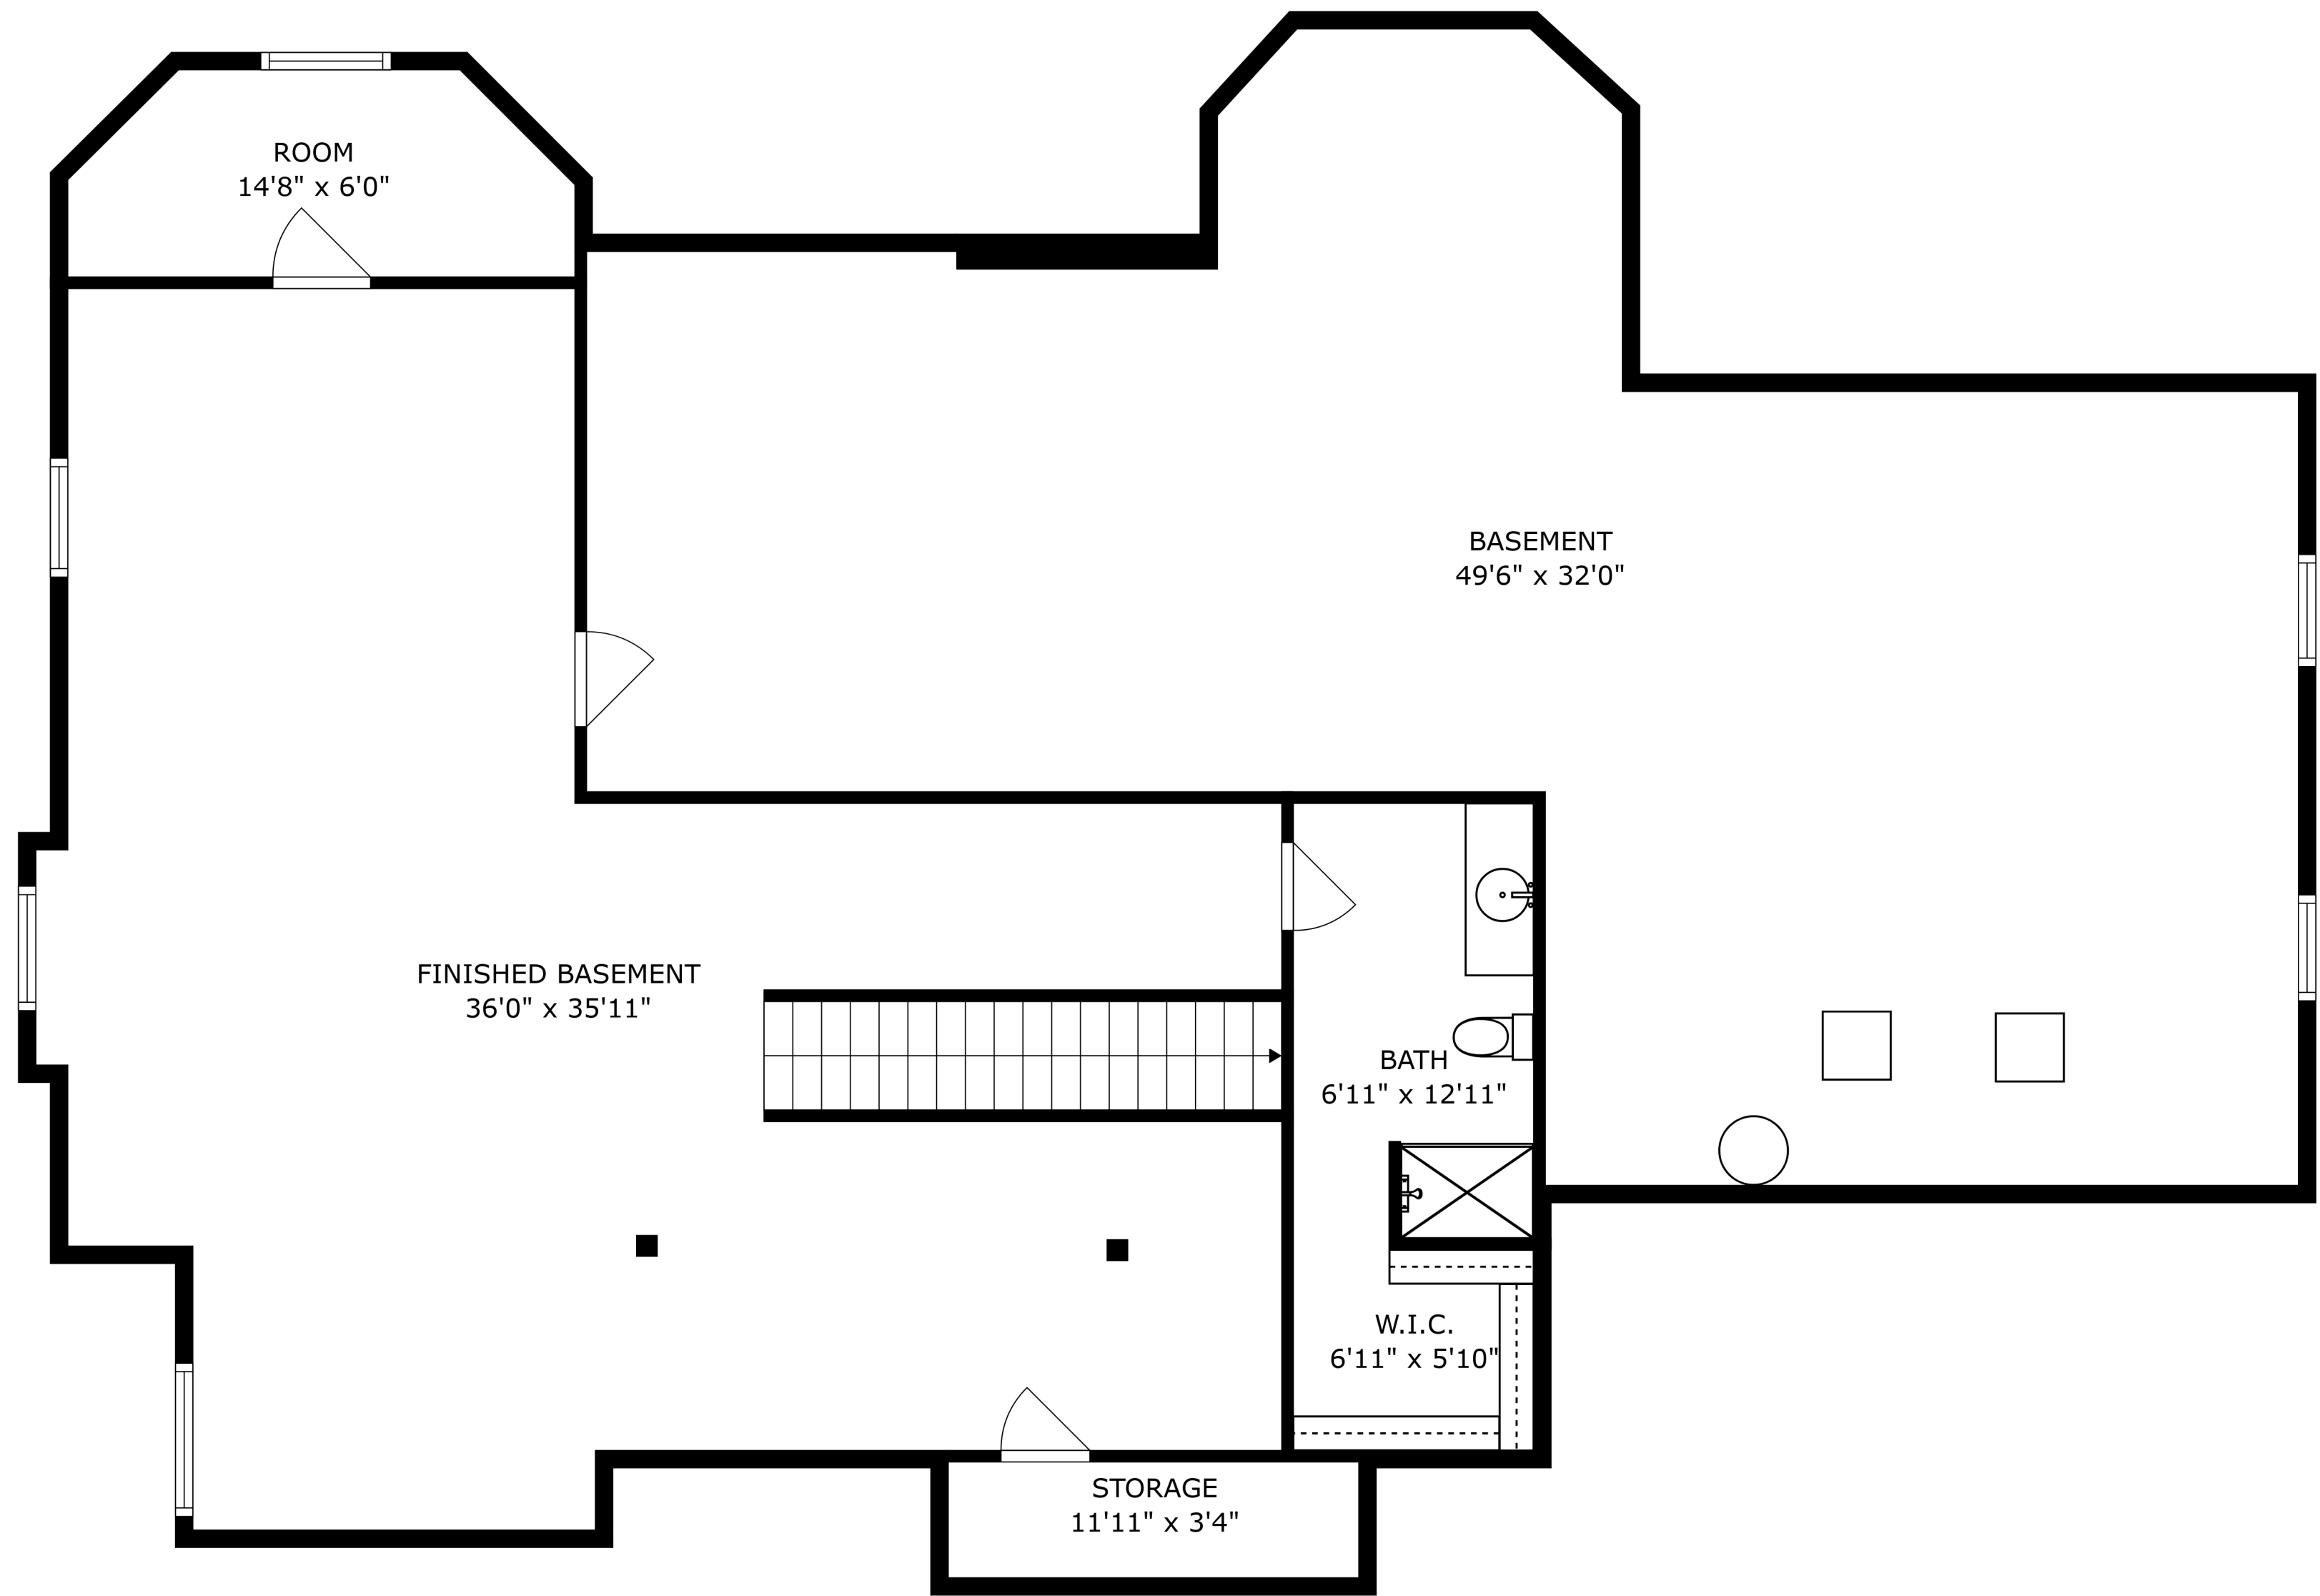 ROOM
14'8" x 6'0"
BASEMENT
49'6" x 32'0"
FINISHED BASEMENT
36'0" x 35'11"
BATH
6'11" x 12'11"
W.I.C.
6'11" x 5'10"
STORAGE
11'11" x 3'4"